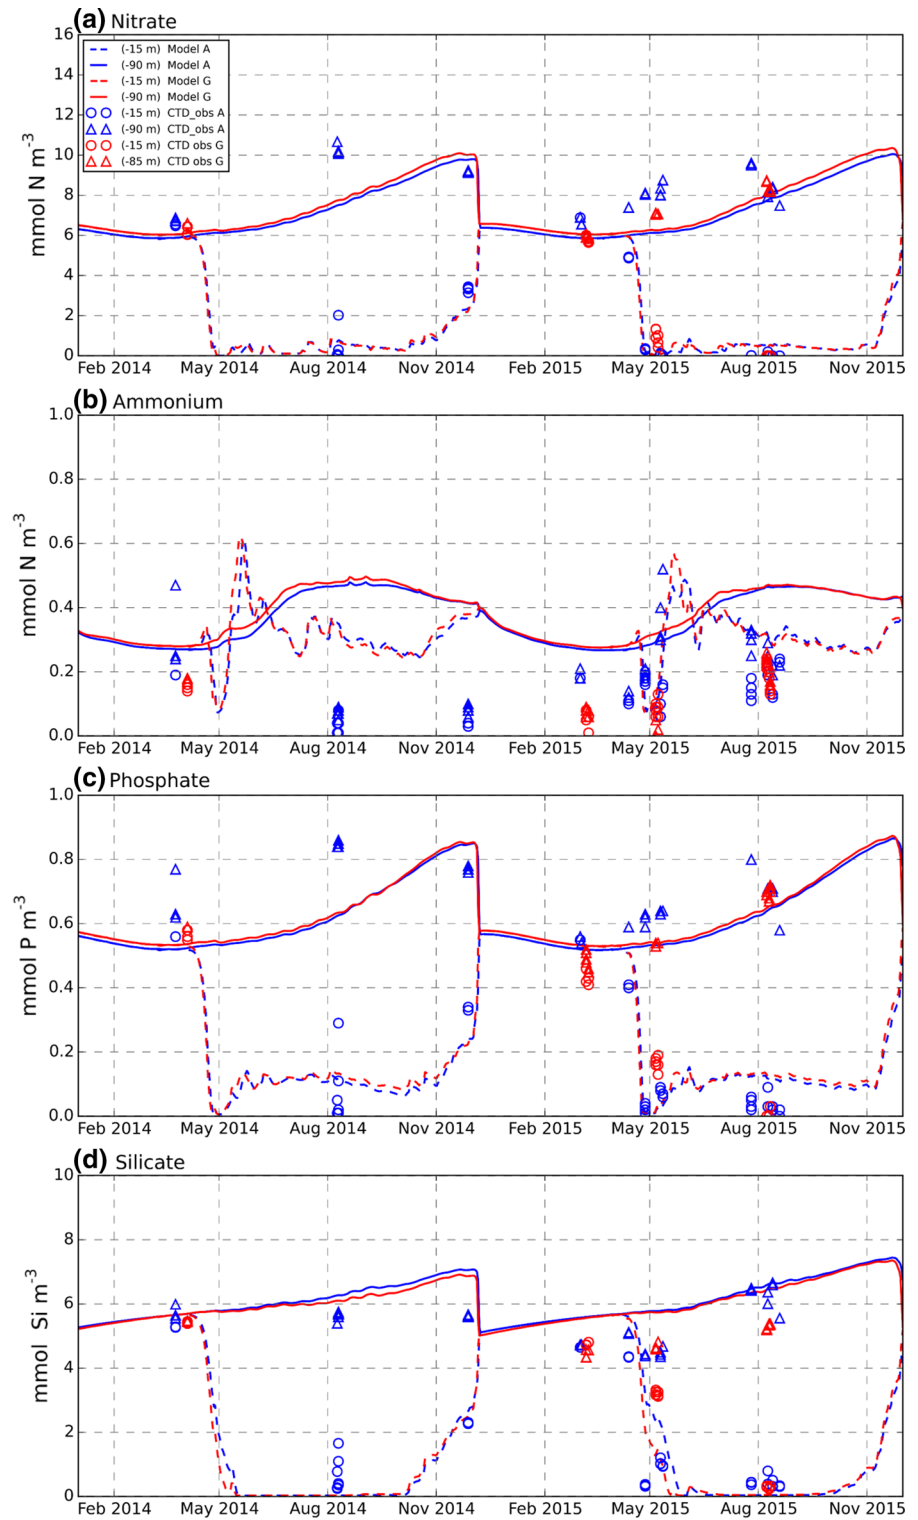 (a) Nitrate
16
14
12
10
8
6
4
2
0
mmol N m⁻³
(-15 m) Model A
(-90 m) Model A
(-15 m) Model G
(-90 m) Model G
(-15 m) CTD_obs A
(-90 m) CTD_obs A
(-15 m) CTD obs G
(-85 m) CTD obs G
Feb 2014 May 2014 Aug 2014 Nov 2014 Feb 2015 May 2015 Aug 2015 Nov 2015
(b) Ammonium
1.0
0.8
0.6
0.4
0.2
0.0
mmol N m⁻³
Feb 2014 May 2014 Aug 2014 Nov 2014 Feb 2015 May 2015 Aug 2015 Nov 2015
(c) Phosphate
1.0
0.8
0.6
0.4
0.2
0.0
mmol P m⁻³
Feb 2014 May 2014 Aug 2014 Nov 2014 Feb 2015 May 2015 Aug 2015 Nov 2015
(d) Silicate
10
8
6
4
2
0
mmol Si m⁻³
Feb 2014 May 2014 Aug 2014 Nov 2014 Feb 2015 May 2015 Aug 2015 Nov 2015